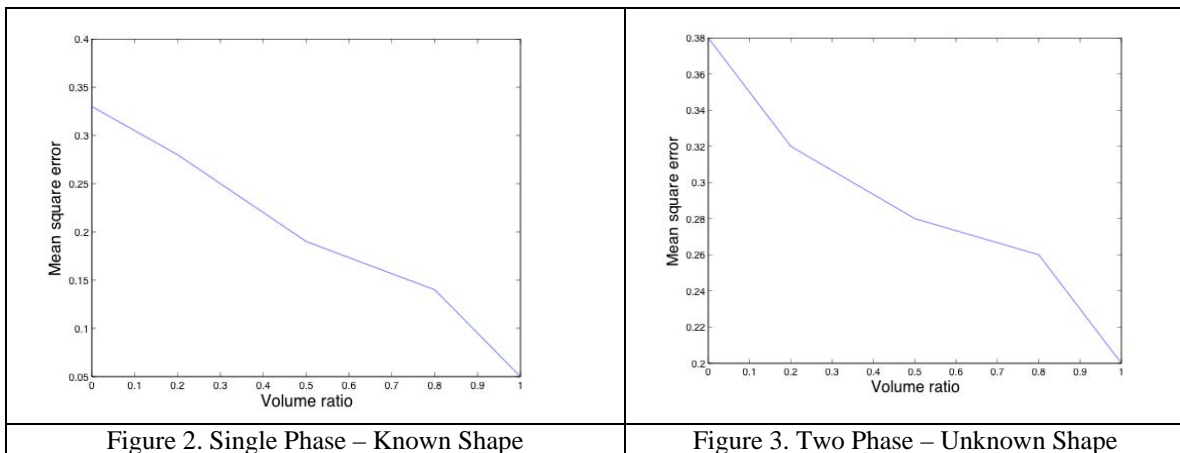 0.4
0.35
0.3
0.25
0.2
0.15
0.1
0.05
Mean square error
0 0.1 0.2 0.3 0.4 0.5 0.6 0.7 0.8 0.9 1
Volume ratio
Figure 2. Single Phase – Known Shape
0.38
0.36
0.34
0.32
0.3
0.28
0.26
0.24
0.22
0.2
Mean square error
0 0.1 0.2 0.3 0.4 0.5 0.6 0.7 0.8 0.9 1
Volume ratio
Figure 3. Two Phase – Unknown Shape